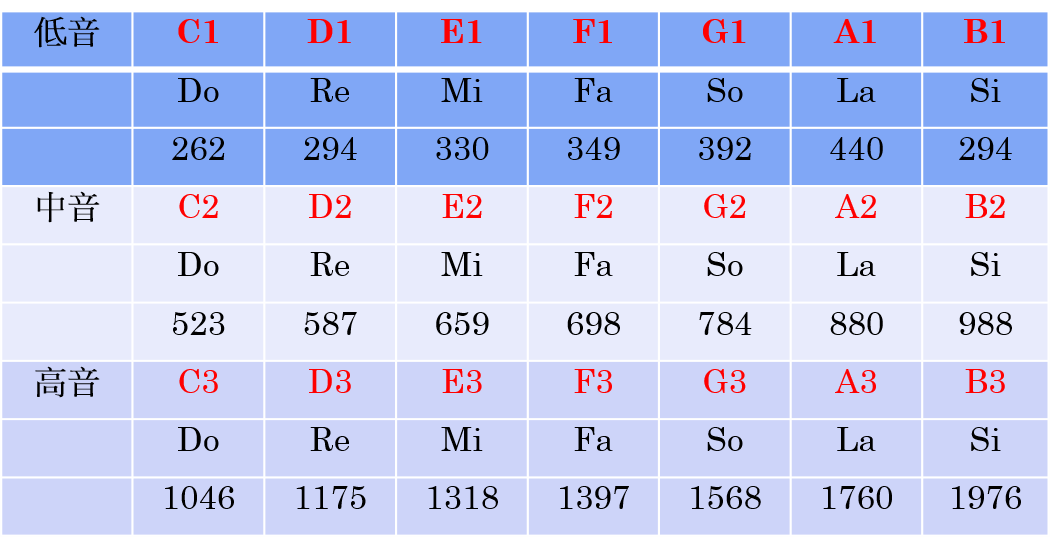 低音 C1 D1 E1 F1 G1 A1 B1
Do Re Mi Fa So La Si
262 294 330 349 392 440 294
中音 C2 D2 E2 F2 G2 A2 B2
Do Re Mi Fa So La Si
523 587 659 698 784 880 988
高音 C3 D3 E3 F3 G3 A3 B3
Do Re Mi Fa So La Si
1046 1175 1318 1397 1568 1760 1976